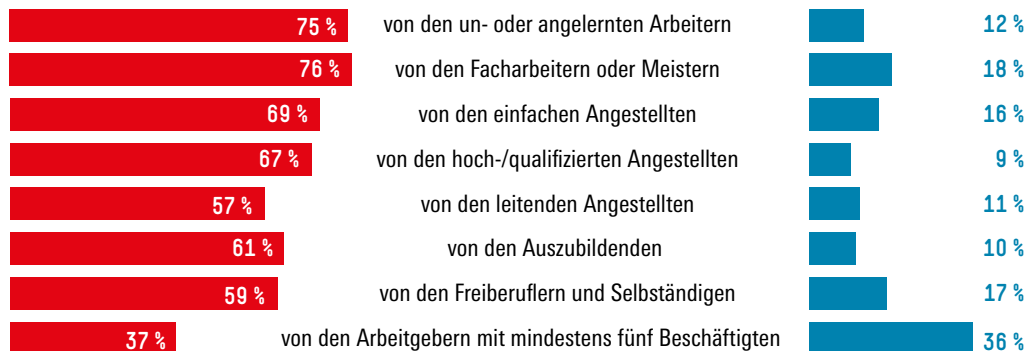 75 % von den un- oder angelernten Arbeitern 12 %
76 % von den Facharbeitern oder Meistern 18 %
69 % von den einfachen Angestellten 16 %
67 % von den hoch-/qualifizierten Angestellten 9 %
57 % von den leitenden Angestellten 11 %
61 % von den Auszubildenden 10 %
59 % von den Freiberuflern und Selbständigen 17 %
37 % von den Arbeitgebern mit mindestens fünf Beschäftigten 36 %